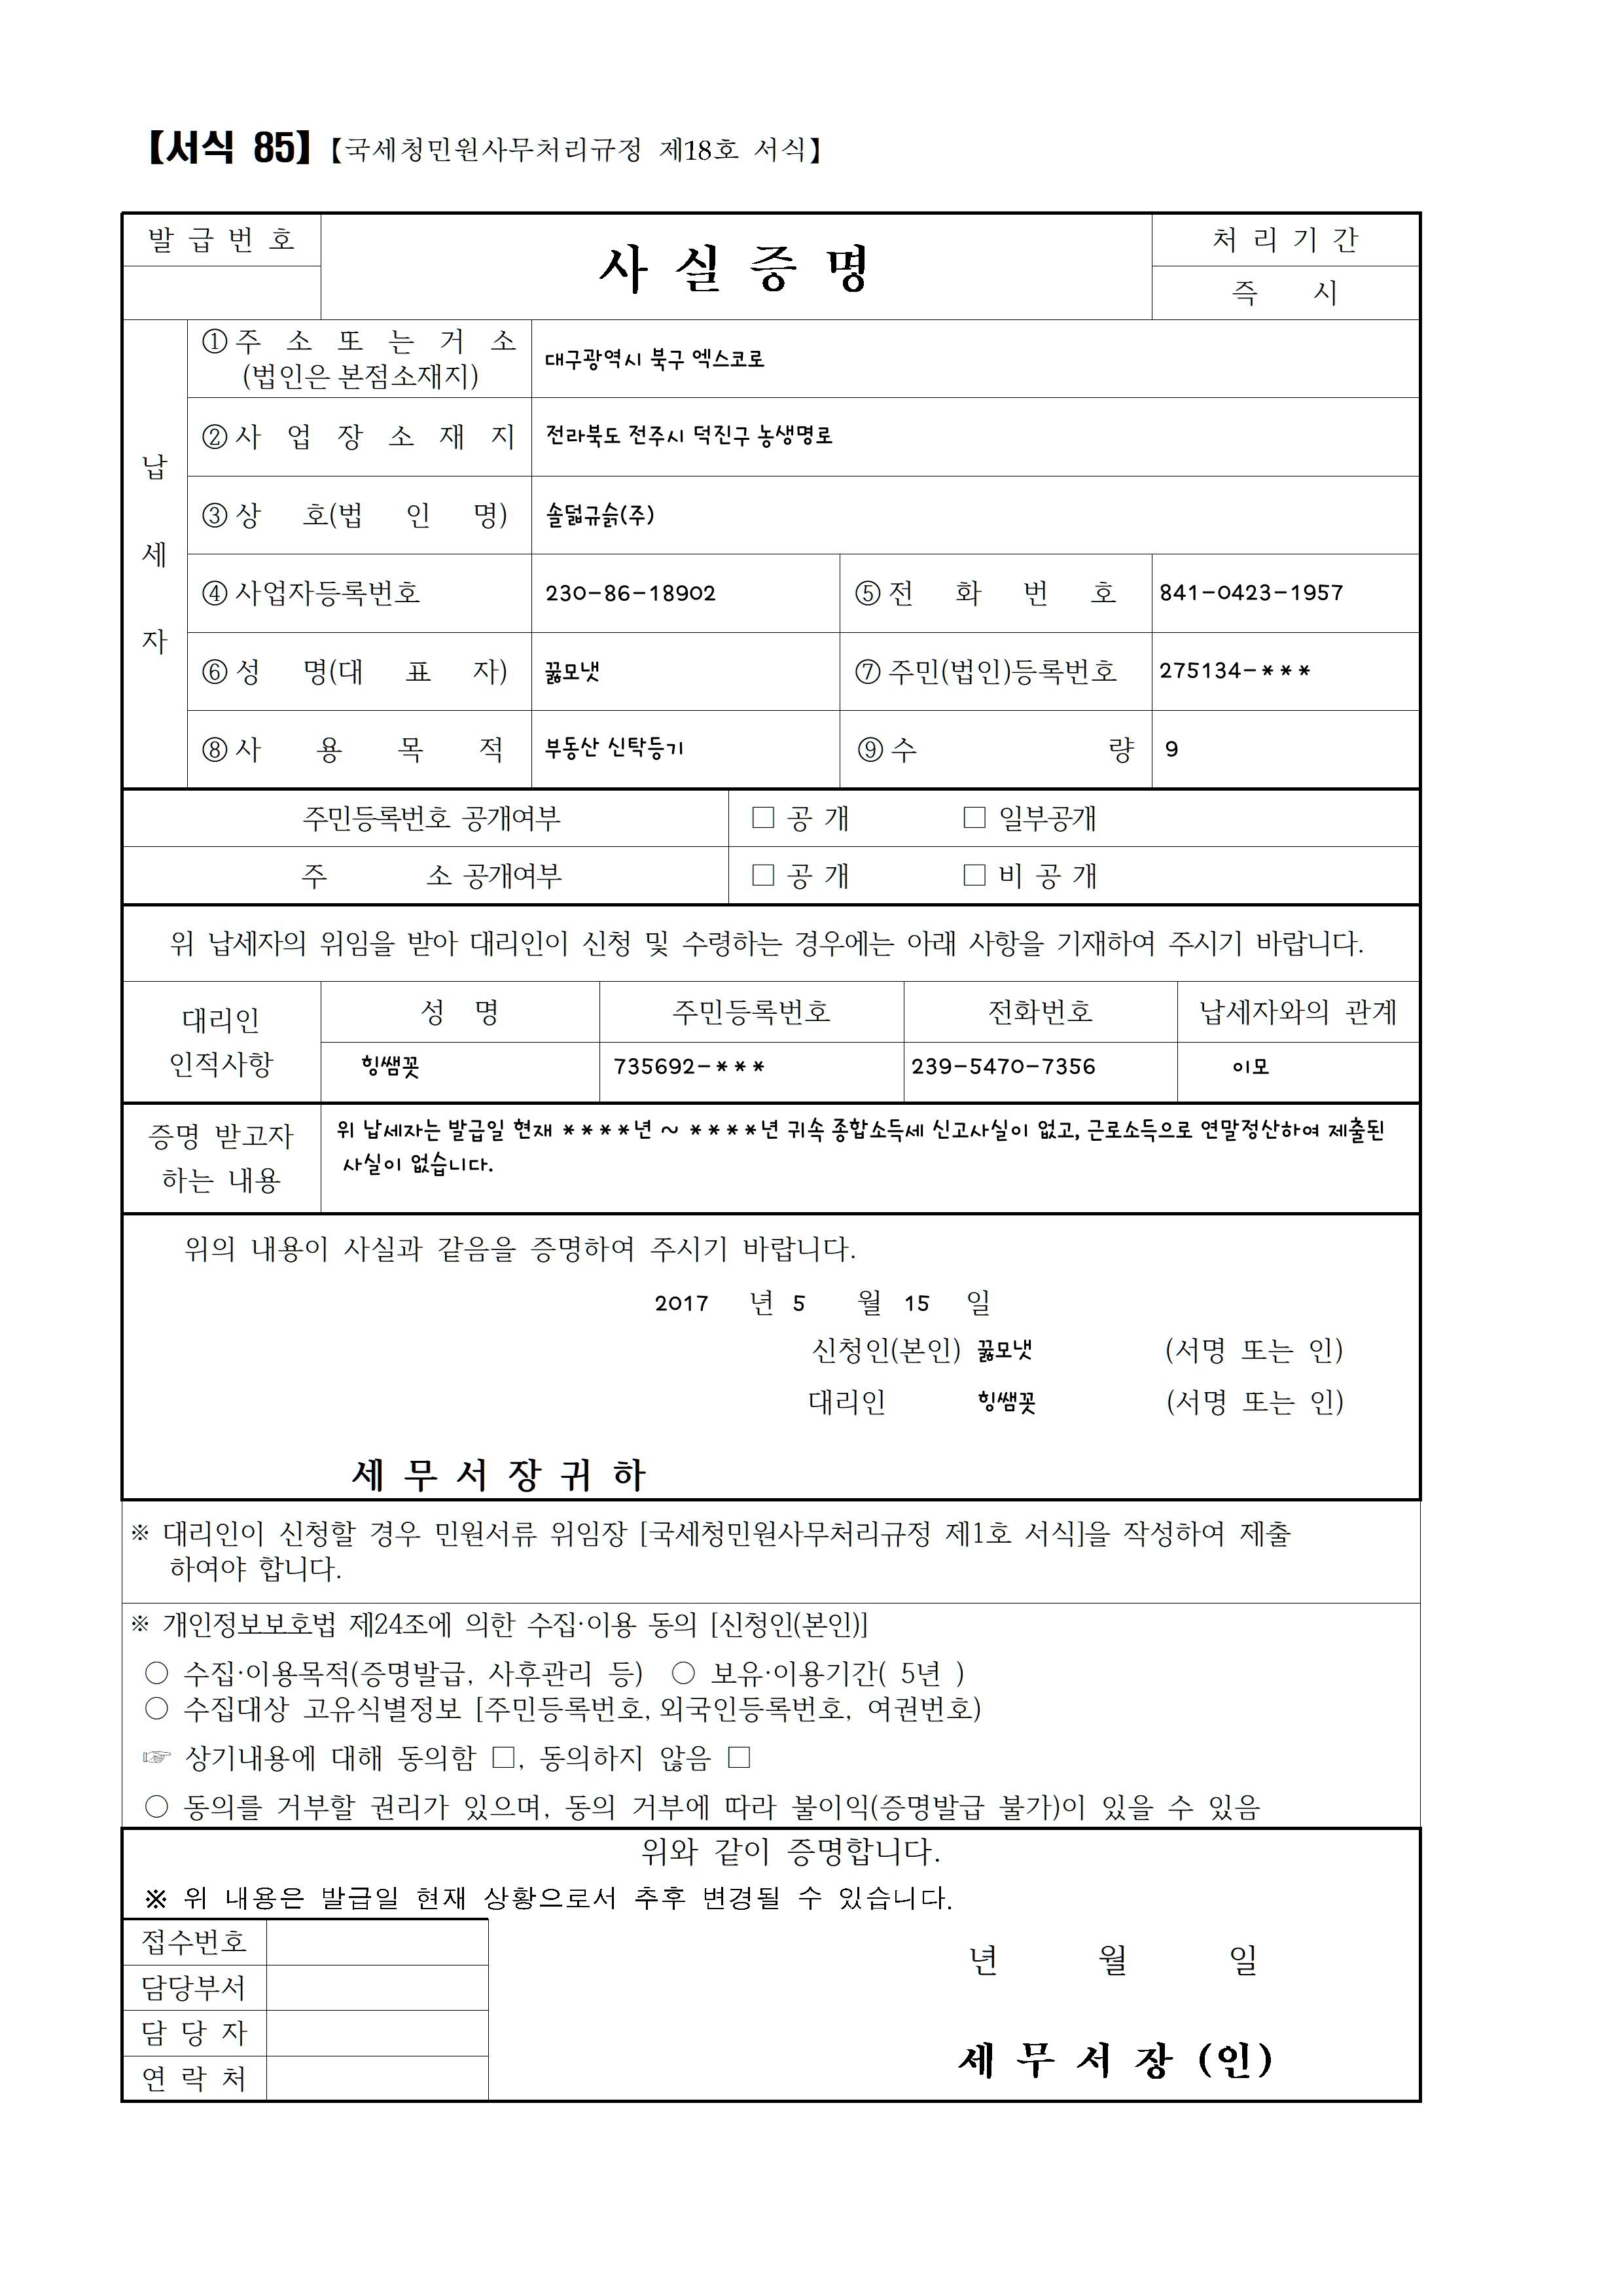 【서식 85】【국세청민원사무처리규정 제18호 서식】
발 급 번 호
사 실 증 명
처 리 기 간
즉 시
납 세 자
① 주 소 또 는 거 소
(법인은 본점소재지)
대구광역시 북구 엑스코로
② 사 업 장 소 재 지
전라북도 전주시 덕진구 농생명로
③ 상 호(법 인 명)
솔덟규슭(주)
④ 사업자등록번호
230-86-18902
⑤ 전 화 번 호
841-0423-1957
⑥ 성 명(대 표 자)
꿇모냇
⑦ 주민(법인)등록번호
275134-***
⑧ 사 용 목 적
부동산 신탁등기
⑨ 수 량
9
주민등록번호 공개여부
□ 공 개 □ 일부공개
주 소 공개여부
□ 공 개 □ 비 공 개
위 납세자의 위임을 받아 대리인이 신청 및 수령하는 경우에는 아래 사항을 기재하여 주시기 바랍니다.
대리인
인적사항
성 명 주민등록번호 전화번호 납세자와의 관계
힝쌤꽂 735692-*** 239-5470-7356 이모
증명 받고자
하는 내용
위 납세자는 발급일 현재 ****년 ~ ****년 귀속 종합소득세 신고사실이 없고, 근로소득으로 연말정산하여 제출된
사실이 없습니다.
위의 내용이 사실과 같음을 증명하여 주시기 바랍니다.
2017 년 5 월 15 일
신청인(본인) 꿇모냇 (서명 또는 인)
대리인 힝쌤꽂 (서명 또는 인)
세 무 서 장 귀 하
※ 대리인이 신청할 경우 민원서류 위임장 [국세청민원사무처리규정 제1호 서식]을 작성하여 제출
하여야 합니다.
※ 개인정보보호법 제24조에 의한 수집·이용 동의 [신청인(본인)]
○ 수집·이용목적(증명발급, 사후관리 등) ○ 보유·이용기간( 5년 )
○ 수집대상 고유식별정보 [주민등록번호, 외국인등록번호, 여권번호)
☞ 상기내용에 대해 동의함 □, 동의하지 않음 □
○ 동의를 거부할 권리가 있으며, 동의 거부에 따라 불이익(증명발급 불가)이 있을 수 있음
위와 같이 증명합니다.
※ 위 내용은 발급일 현재 상황으로서 추후 변경될 수 있습니다.
접수번호
담당부서
담 당 자
연 락 처
년 월 일
세 무 서 장 (인)